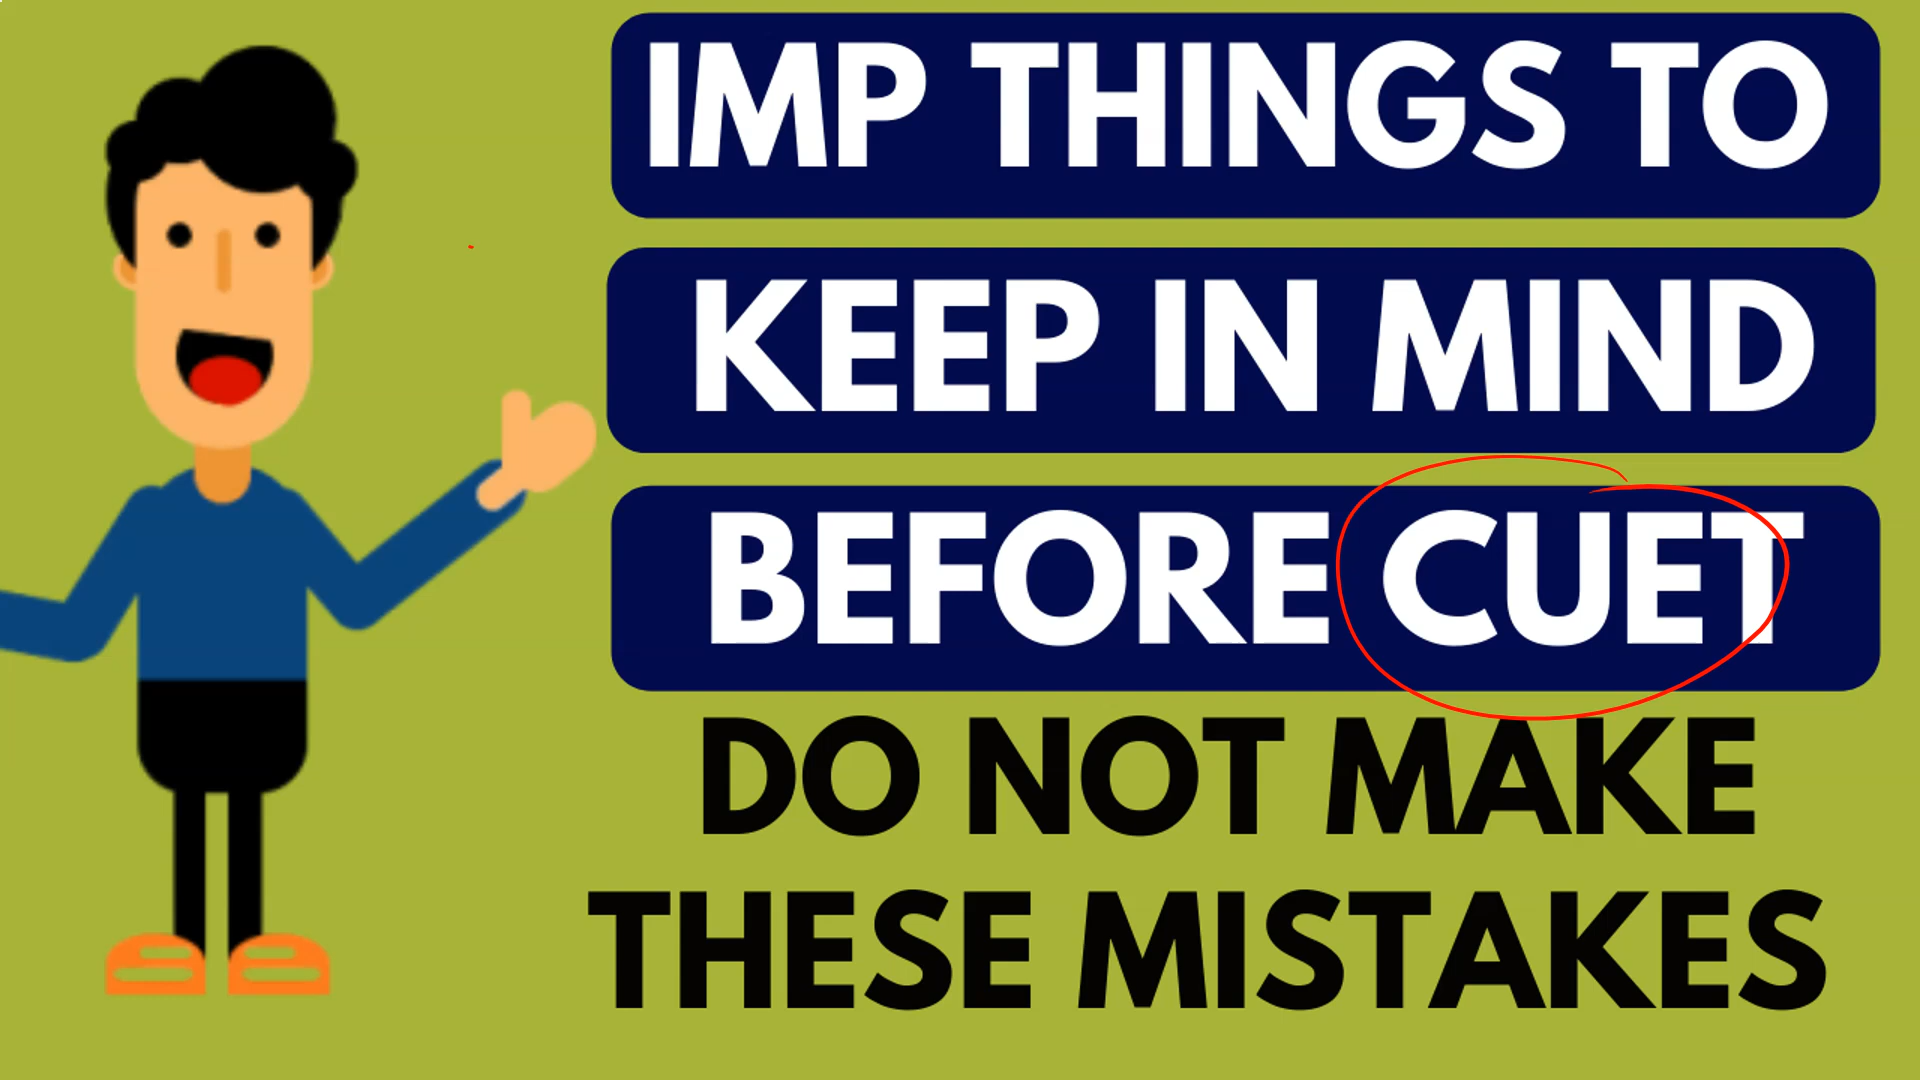 IMP THINGS TO
KEEP IN MIND
BEFORE CUET
DO NOT MAKE
THESE MISTAKES